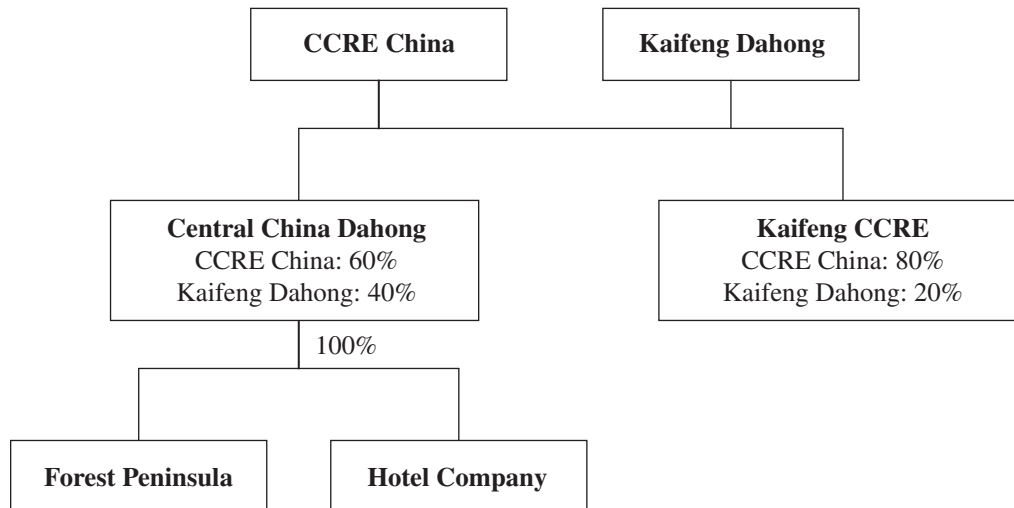 CCRE China
Kaifeng Dahong
Central China Dahong
CCRE China: 60%
Kaifeng Dahong: 40%
Kaifeng CCRE
CCRE China: 80%
Kaifeng Dahong: 20%
100%
Forest Peninsula
Hotel Company